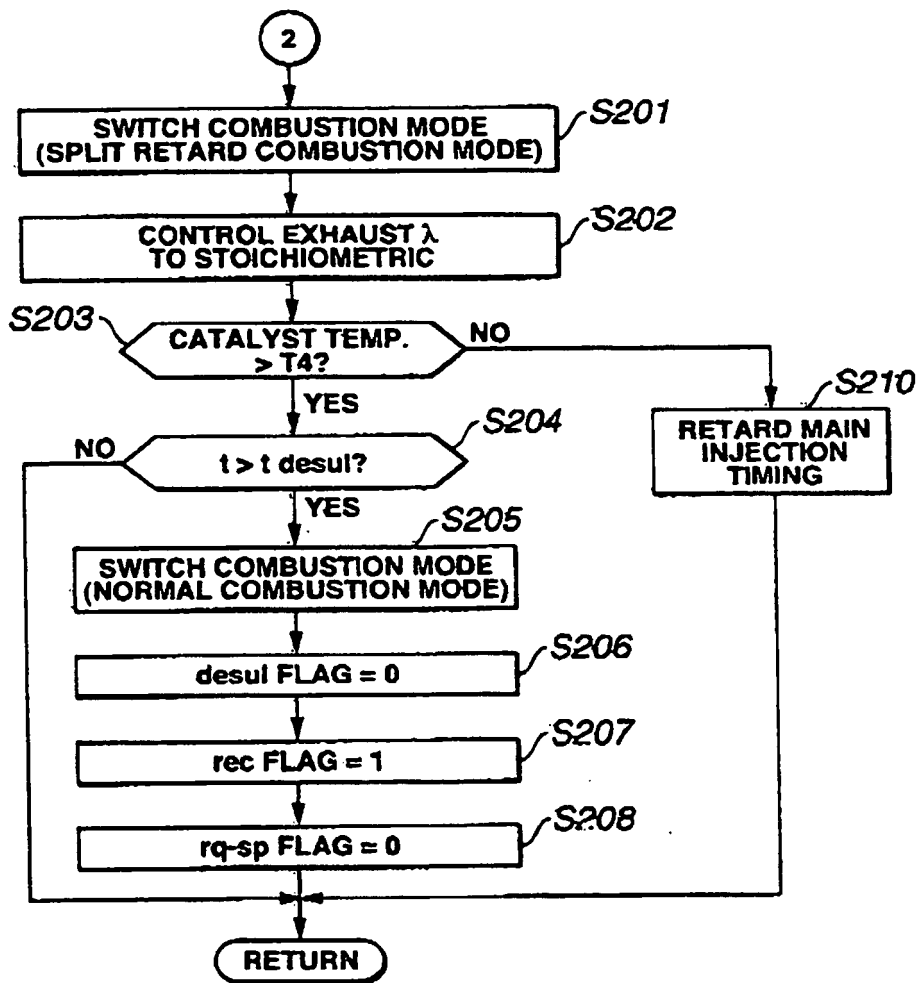 2
SWITCH COMBUSTION MODE
(SPLIT RETARD COMBUSTION MODE)
S201
CONTROL EXHAUST λ
TO STOICHIOMETRIC
S202
S203
CATALYST TEMP.
> T4?
NO
YES
S210
RETARD MAIN
INJECTION
TIMING
S204
NO
t > t desul?
YES
S205
SWITCH COMBUSTION MODE
(NORMAL COMBUSTION MODE)
S206
desul FLAG = 0
S207
rec FLAG = 1
S208
rq-sp FLAG = 0
RETURN